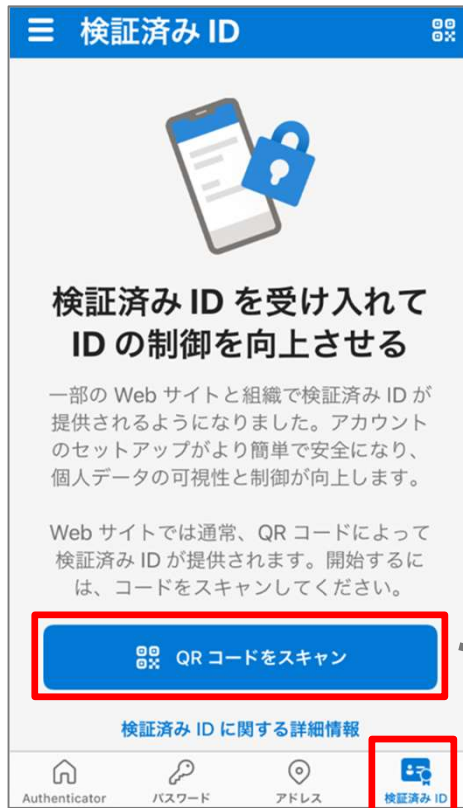 検証済み ID
検証済み ID を受け入れて
ID の制御を向上させる
一部の Web サイトと組織で検証済み ID が
提供されるようになりました。アカウント
のセットアップがより簡単で安全になり、
個人データの可視性と制御が向上します。
Web サイトでは通常、QR コードによって
検証済み ID が提供されます。開始するに
は、コードをスキャンしてください。
QR コードをスキャン
検証済み ID に関する詳細情報
Authenticator パスワード アドレス 検証済み ID